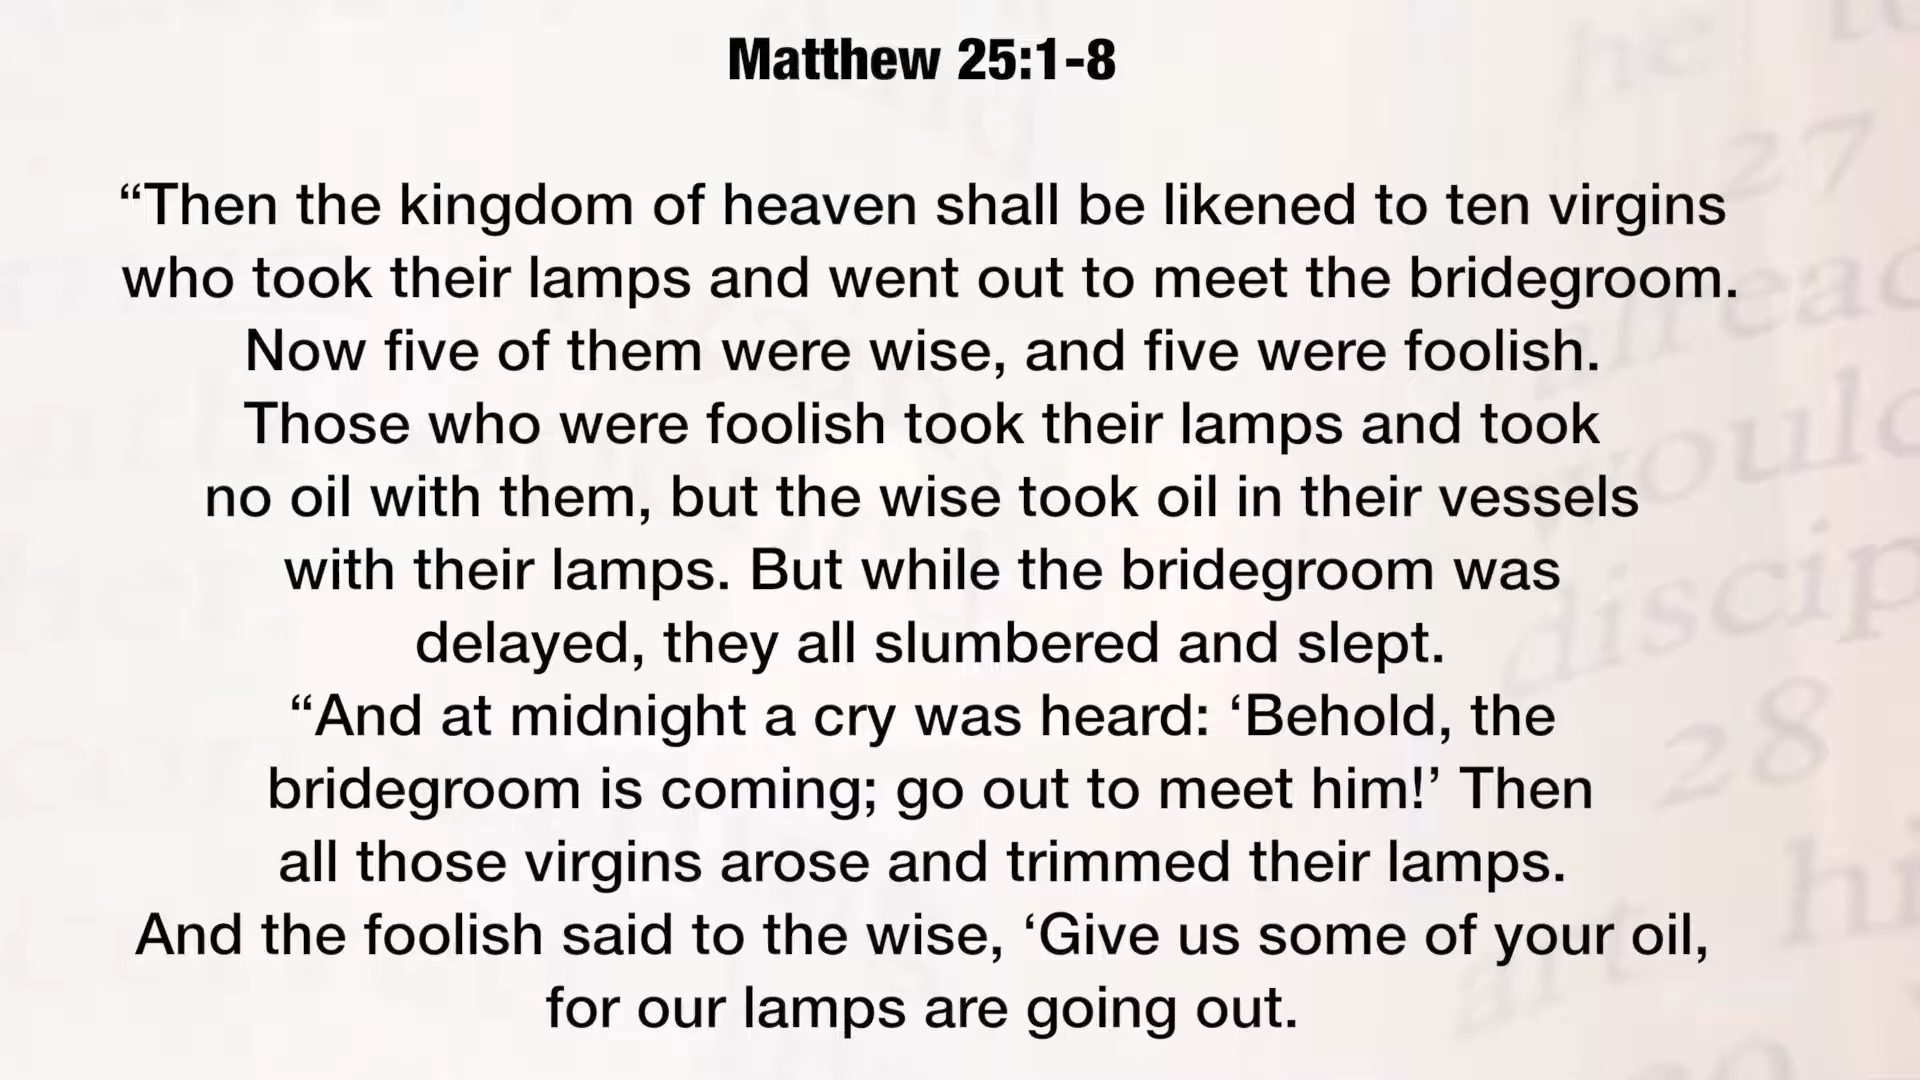 Matthew 25:1-8
“Then the kingdom of heaven shall be likened to ten virgins
who took their lamps and went out to meet the bridegroom.
Now five of them were wise, and five were foolish.
Those who were foolish took their lamps and took
no oil with them, but the wise took oil in their vessels
with their lamps. But while the bridegroom was
delayed, they all slumbered and slept.
“And at midnight a cry was heard: ‘Behold, the
bridegroom is coming; go out to meet him!’ Then
all those virgins arose and trimmed their lamps.
And the foolish said to the wise, ‘Give us some of your oil,
for our lamps are going out.
he
27
28